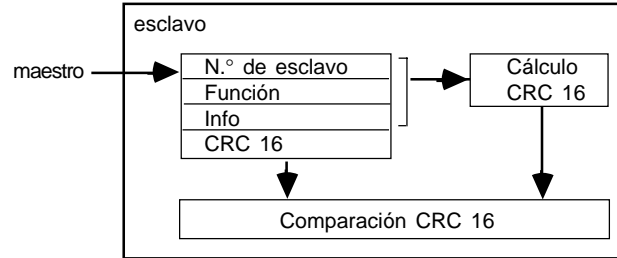 esclavo
maestro
N.° de esclavo
Función
Info
CRC 16
Cálculo
CRC 16
Comparación CRC 16